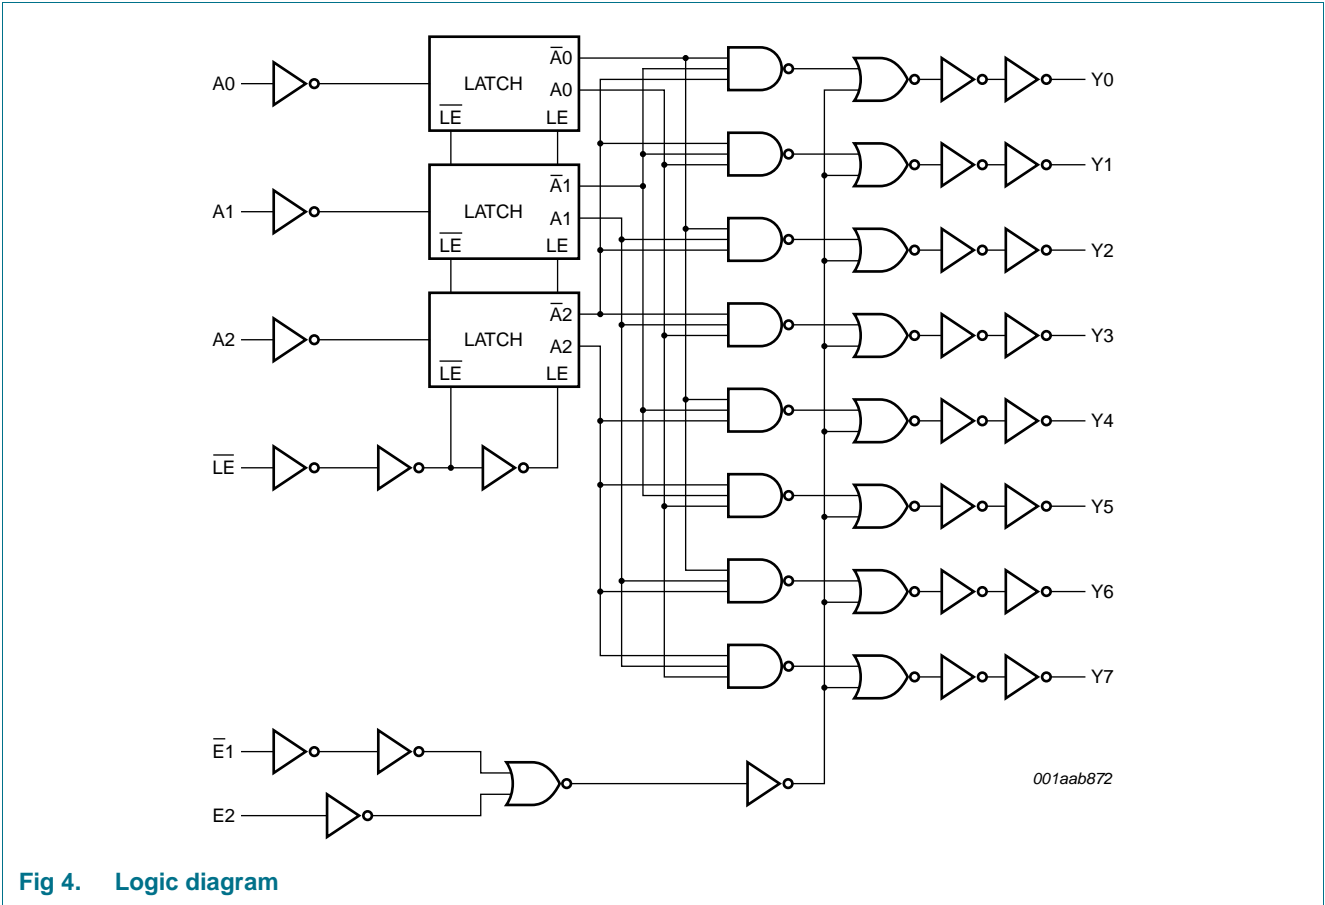 A0
LATCH
A̅0
A0
L̅E̅
LE
Y0
A1
LATCH
A̅1
A1
L̅E̅
LE
Y1
Y2
A2
LATCH
A̅2
A2
L̅E̅
LE
Y3
Y4
L̅E̅
Y5
Y6
Y7
E̅1
E2
001aab872
Fig 4. Logic diagram